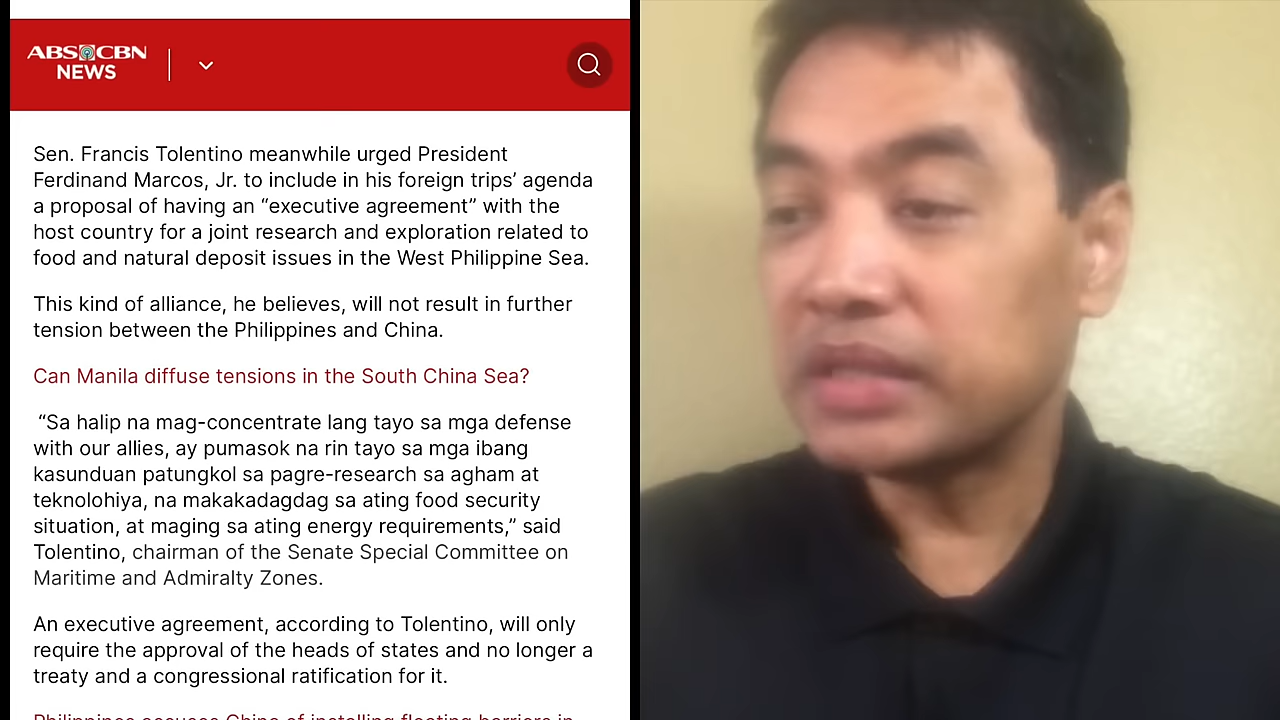 ABS CBN
NEWS
Sen. Francis Tolentino meanwhile urged President
Ferdinand Marcos, Jr. to include in his foreign trips’ agenda
a proposal of having an “executive agreement” with the
host country for a joint research and exploration related to
food and natural deposit issues in the West Philippine Sea.
This kind of alliance, he believes, will not result in further
tension between the Philippines and China.
Can Manila diffuse tensions in the South China Sea?
“Sa halip na mag-concentrate lang tayo sa mga defense
with our allies, ay pumasok na rin tayo sa mga ibang
kasunduan patungkol sa pagre-research sa agham at
teknolohiya, na makakadagdag sa ating food security
situation, at maging sa ating energy requirements,” said
Tolentino, chairman of the Senate Special Committee on
Maritime and Admiralty Zones.
An executive agreement, according to Tolentino, will only
require the approval of the heads of states and no longer a
treaty and a congressional ratification for it.
Philippines accuses China of installing floating barriers in